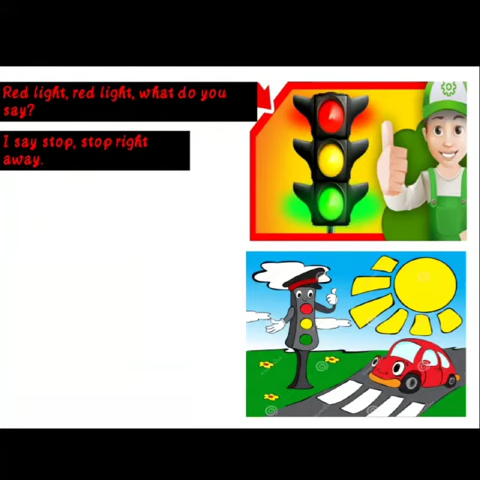 Red light, red light, what do you
say?
I say stop, stop right
away.